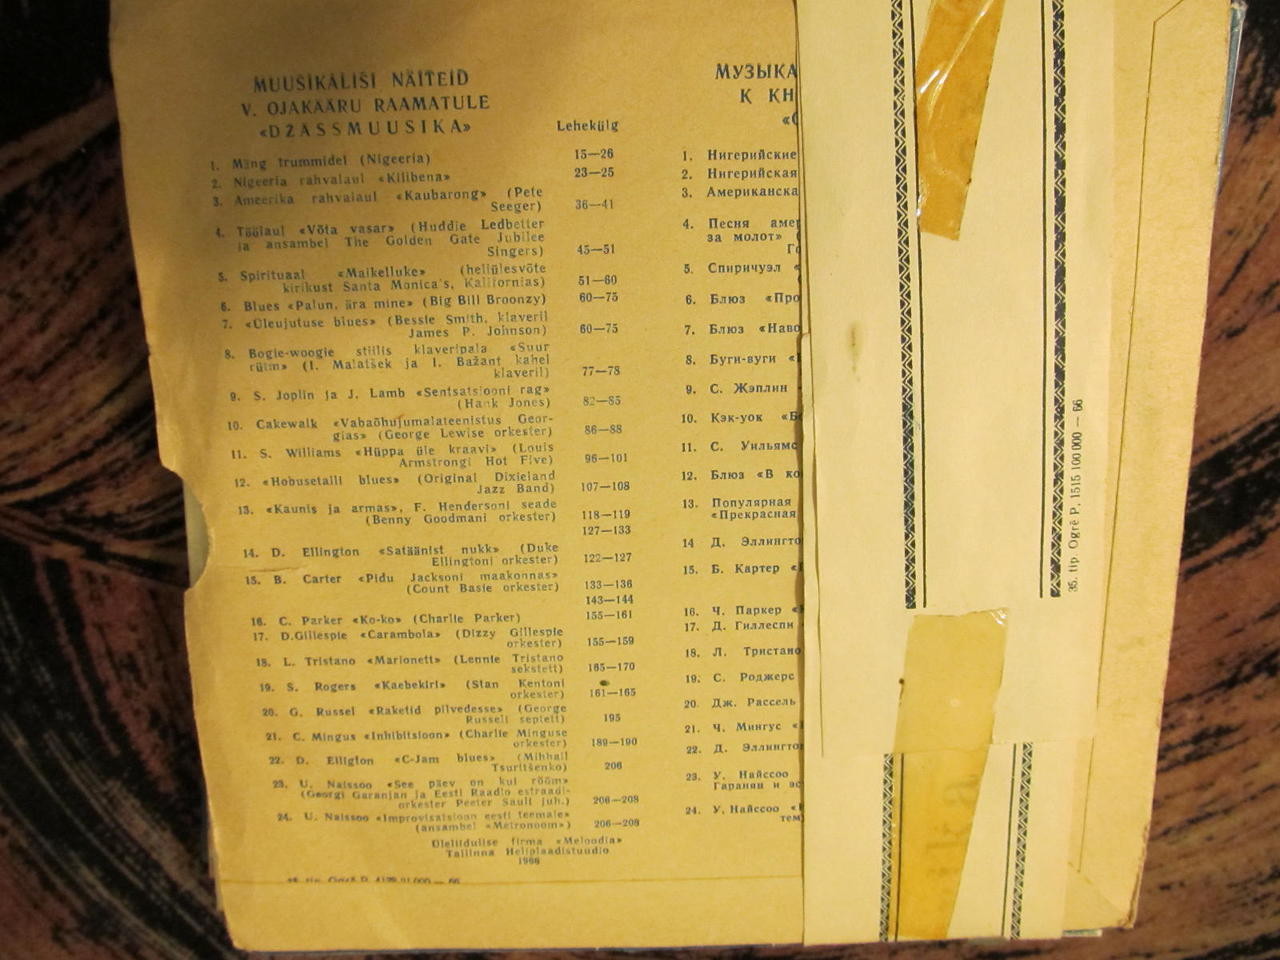 MUUSIKALISI NÄITEID
V. OJAKÄÄRU RAAMATULE
«DŽÄSSMUUSIKA»
Lehekülg
1. Mäng trummidel (Nigeeria) 15—26
2. Nigeeria rahvalaul «Kilibena» 23—25
3. Ameerika rahvalaul «Kaubarong» (Pete
Seeger) 36—41
4. Töölaul «Võta vasar» (Huddie Ledbetter
ja ansambel The Golden Gate Jubilee
Singers) 45—51
5. Spirituaal «Maikelluke» (heliülesvõte
kirikust Santa Monica's, Kalifornias) 51—60
6. Blues «Palun, ära mine» (Big Bill Broonzy) 60—75
7. «Üleujutuse blues» (Bessie Smith, klaveril
James P. Johnson) 60—75
8. Bogie-woogie stiilis klaveripala «Suur
rütm» (I. Malašek ja I. Bažant kahel
klaveril) 77—78
9. S. Joplin ja J. Lamb «Sentsatsiooni rag»
(Hank Jones) 82—85
10. Cakewalk «Vabaõhujumalateenistus Geor-
gias» (George Lewise orkester) 86—88
11. S. Williams «Hüppa üle kraavi» (Louis
Armstrongi Hot Five) 96—101
12. «Hobusetalli blues» (Original Dixieland
Jazz Band) 107—108
13. «Kaunis ja armas», F. Hendersoni seade 118—119
(Benny Goodmani orkester) 127—133
14. D. Ellington «Satäänist nukk» (Duke
Ellingtoni orkester) 122—127
15. B. Carter «Pidu Jacksoni maakonnas» 133—136
(Count Basie orkester) 143—144
16. C. Parker «Ko-ko» (Charlie Parker) 155—161
17. D.Gillespie «Carambola» (Dizzy Gillespie
orkester) 155—159
18. L. Tristano «Marionett» (Lennie Tristano
sekstett) 165—170
19. S. Rogers «Kaebekiri» (Stan Kentoni
orkester) 161—165
20. G. Russel «Raketid pilvedesse» (George
Russell septett) 195
21. C. Mingus «Inhibitsioon» (Charlie Minguse
orkester) 189—190
22. D. Elligton «C-Jam blues» (Mihhail
Tsuritšenko) 206
23. U. Naissoo «See päev on kui rõõm»
(Georgi Garanjan ja Eesti Raadio estraadi-
orkester Peeter Sauli juh.) 206—208
24. U. Naissoo «Improvisatsioon eesti teemale»
(ansambel «Metronoom») 206—208
Üleliidulise firma «Meloodia»
Tallinna Heliplaadistuudio
1966
МУЗЫКА
К КН
1. Нигерийские
2. Нигерийская
3. Американска
4. Песня амер
за молот»
Го
5. Спиричуэл «
6. Блюз «Про
7. Блюз «Наво
8. Буги-вуги «
9. С. Жэплин
10. Кэк-уок «Б
11. С. Уильямс
12. Блюз «В ко
13. Популярная
«Прекрасная
14 Д. Эллингто
15. Б. Картер «
16. Ч. Паркер «
17. Д. Гиллеспи
18. Л. Тристано
19. С. Роджерс
20. Дж. Рассель
21. Ч. Мингус «
22. Д. Эллингто
23. У. Найссоо
Гаранян и эс
24. У. Найссоо «
тем
35. tip. Ogrē P. 1515 100 000 — 66